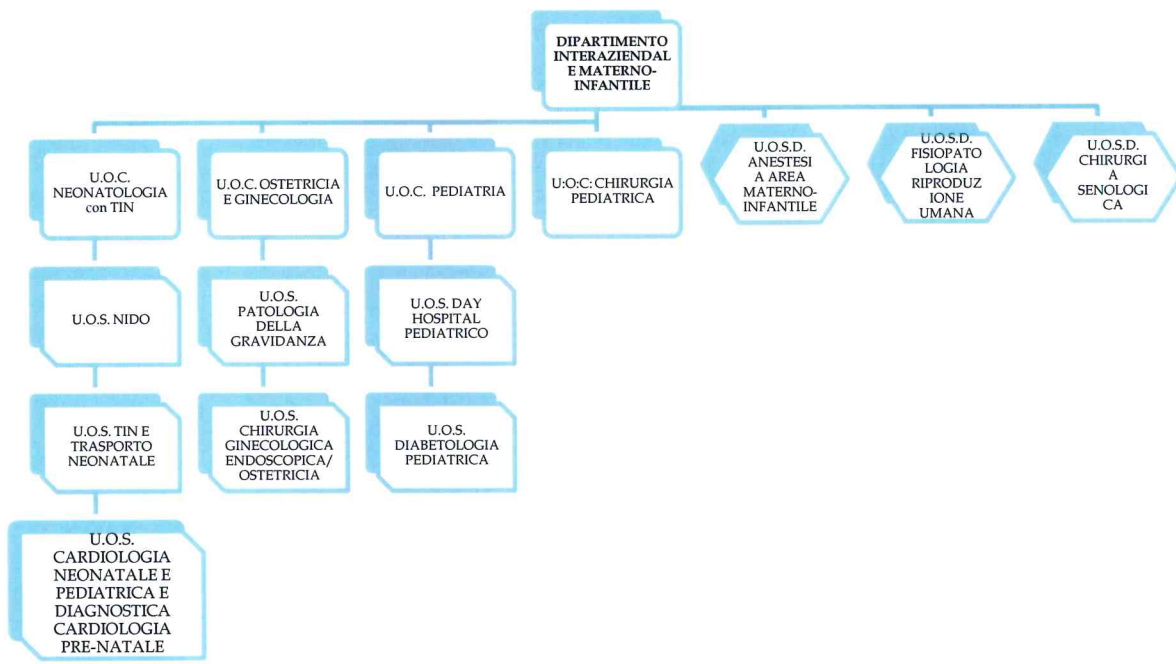 DIPARTIMENTO
INTERAZIENDAL
E MATERNO-
INFANTILE
U.O.C.
NEONATOLOGIA
con TIN
U.O.C. OSTETRICIA
E GINECOLOGIA
U.O.C. PEDIATRIA
U:O:C: CHIRURGIA
PEDIATRICA
U.O.S.D.
ANESTESI
A AREA
MATERNO-
INFANTILE
U.O.S.D.
FISIOPATO
LOGIA
RIPRODUZ
IONE
UMANA
U.O.S.D.
CHIRURGI
A
SENOLOGI
CA
U.O.S. NIDO
U.O.S.
PATOLOGIA
DELLA
GRAVIDANZA
U.O.S. DAY
HOSPITAL
PEDIATRICO
U.O.S. TIN E
TRASPORTO
NEONATALE
U.O.S.
CHIRURGIA
GINECOLOGICA
ENDOSCOPICA/
OSTETRICIA
U.O.S.
DIABETOLOGIA
PEDIATRICA
U.O.S.
CARDIOLOGIA
NEONATALE E
PEDIATRICA E
DIAGNOSTICA
CARDIOLOGIA
PRE-NATALE